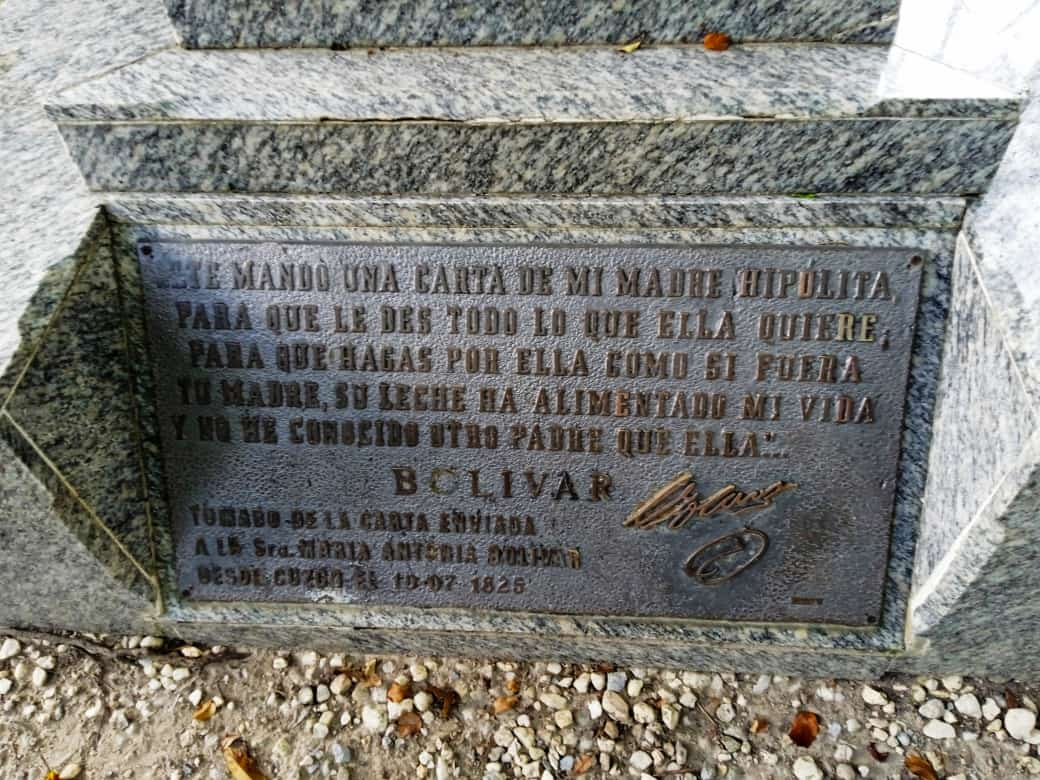 "TE MANDO UNA CARTA DE MI MADRE HIPOLITA,
PARA QUE LE DES TODO LO QUE ELLA QUIERE;
PARA QUE HAGAS POR ELLA COMO SI FUERA
TU MADRE, SU LECHE HA ALIMENTADO MI VIDA
Y NO HE CONOCIDO OTRO PADRE QUE ELLA"...
BOLIVAR
TOMADO DE LA CARTA ENVIADA
A LA Sra. MARIA ANTONIA BOLIVAR
DESDE CUZCO EL 10-07-1825
Bolivar